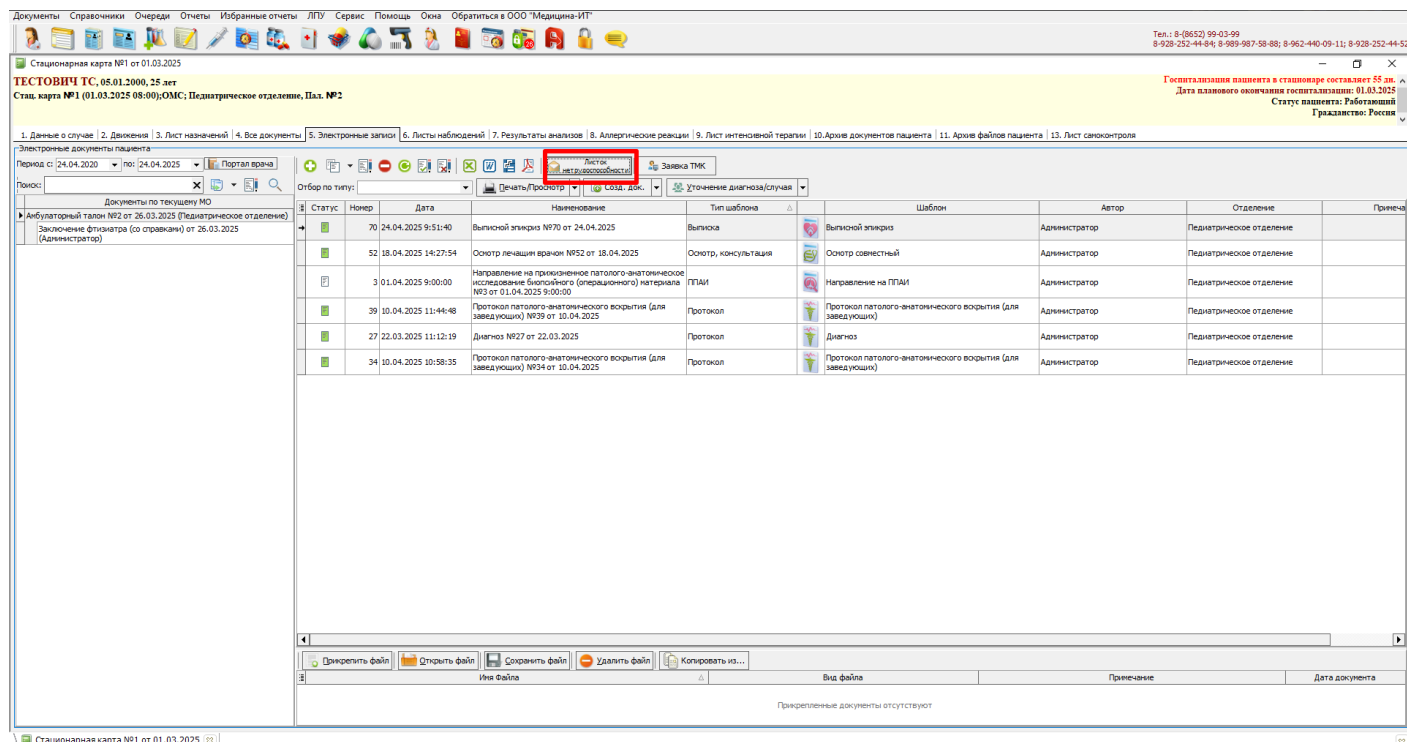 Документы Справочники Очереди Отчеты Избранные отчеты ЛПУ Сервис Помощь Окна Обратиться в ООО "Медицина-ИТ"
Тел.: 8-(8652) 99-03-99
8-928-252-44-84; 8-989-987-58-88; 8-962-440-09-11; 8-928-252-44-52
Стационарная карта №1 от 01.03.2025
ТЕСТОВИЧ ТС, 05.01.2000, 25 лет
Стац. карта №1 (01.03.2025 08:00);ОМС; Педиатрическое отделение, Пал. №2
Госпитализация пациента в стационаре составляет 55 дн.
Дата планового окончания госпитализации: 01.03.2025
Статус пациента: Работающий
Гражданство: Россия
1. Данные о случае 2. Движения 3. Лист назначений 4. Все документы 5. Электронные записи 6. Листы наблюдений 7. Результаты анализов 8. Аллергические реакции 9. Лист интенсивной терапии 10.Архив документов пациента 11. Архив файлов пациента 13. Лист самоконтроля
Электронные документы пациента
Период с: 24.04.2020 по: 24.04.2025 Портал врача
Листок нетрудоспособности
Заявка ТМК
Поиск:
Отбор по типу: Печать/Просмотр Созд. док. Уточнение диагноза/случая
Документы по текущему МО
Амбулаторный талон №2 от 26.03.2025 (Педиатрическое отделение)
Заключение фтизиатра (со справками) от 26.03.2025 (Администратор)
Статус Номер Дата Наименование Тип шаблона Шаблон Автор Отделение Примеча
70 24.04.2025 9:51:40 Выписной эпикриз №70 от 24.04.2025 Выписка Выписной эпикриз Администратор Педиатрическое отделение
52 18.04.2025 14:27:54 Осмотр лечащим врачом №52 от 18.04.2025 Осмотр, консультация Осмотр совместный Администратор Педиатрическое отделение
3 01.04.2025 9:00:00 Направление на прижизненное патолого-анатомическое исследование биопсийного (операционного) материала №3 от 01.04.2025 9:00:00 ППАИ Направление на ППАИ Администратор Педиатрическое отделение
39 10.04.2025 11:44:48 Протокол патолого-анатомического вскрытия (для заведующих) №39 от 10.04.2025 Протокол Протокол патолого-анатомического вскрытия (для заведующих) Администратор Педиатрическое отделение
27 22.03.2025 11:12:19 Диагноз №27 от 22.03.2025 Протокол Диагноз Администратор Педиатрическое отделение
34 10.04.2025 10:58:35 Протокол патолого-анатомического вскрытия (для заведующих) №34 от 10.04.2025 Протокол Протокол патолого-анатомического вскрытия (для заведующих) Администратор Педиатрическое отделение
Прикрепить файл Открыть файл Сохранить файл Удалить файл Копировать из...
Имя Файла Вид файла Примечание Дата документа
Прикрепленные документы отсутствуют
Стационарная карта №1 от 01.03.2025